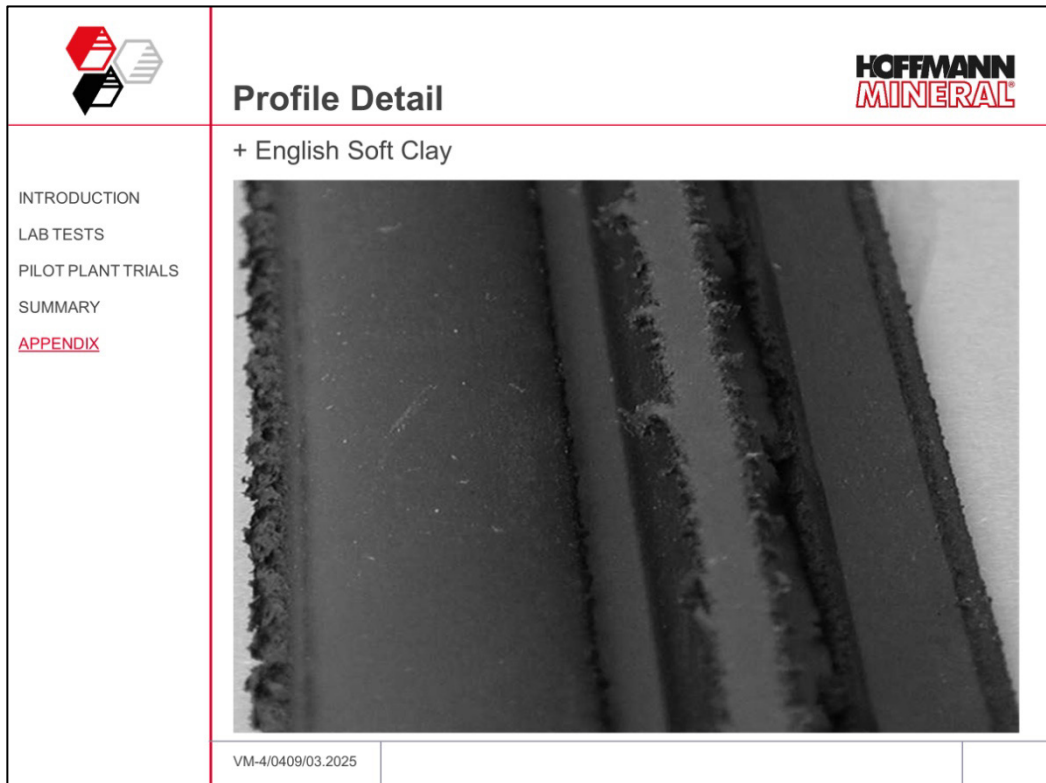 Profile Detail
HOFFMANN
MINERAL®
+ English Soft Clay
INTRODUCTION
LAB TESTS
PILOT PLANT TRIALS
SUMMARY
APPENDIX
VM-4/0409/03.2025